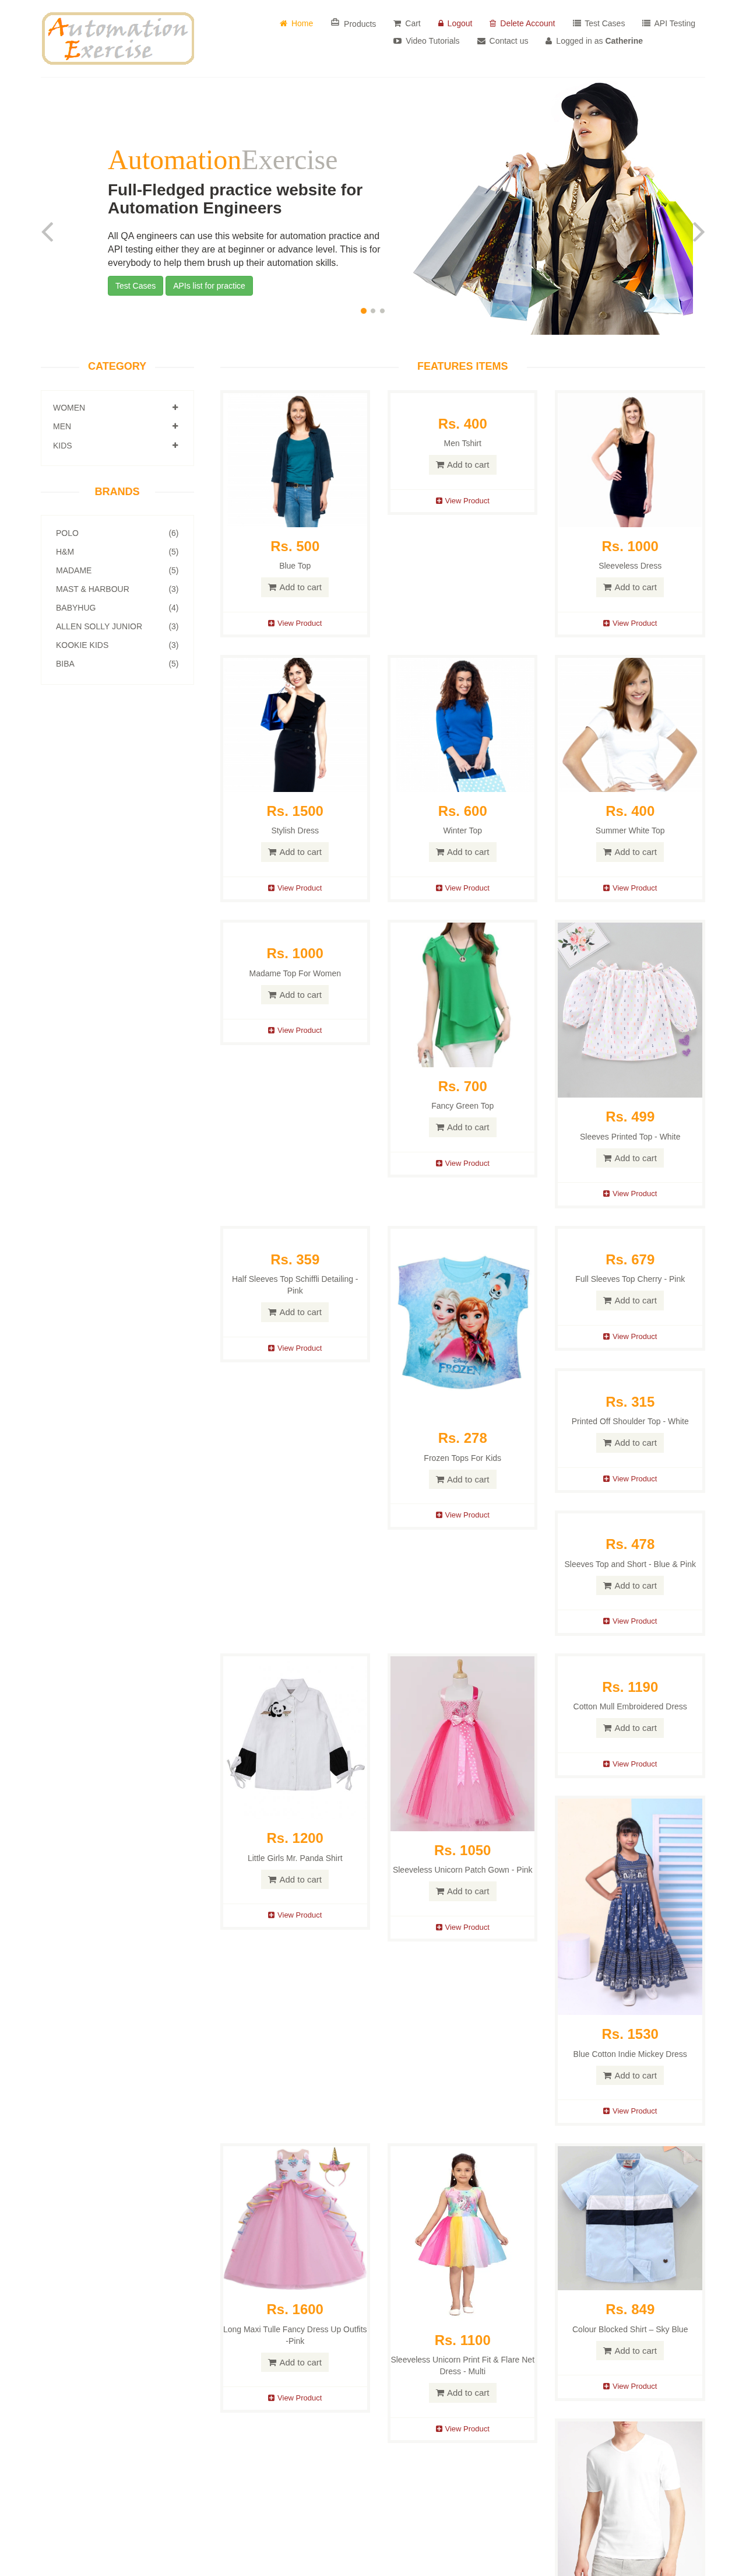 Automation
Exercise
Home
Products
Cart
Logout
Delete Account
Test Cases
API Testing
Video Tutorials
Contact us
Logged in as Catherine
AutomationExercise
Full-Fledged practice website for
Automation Engineers
All QA engineers can use this website for automation practice and
API testing either they are at beginner or advance level. This is for
everybody to help them brush up their automation skills.
Test Cases
APIs list for practice
CATEGORY
WOMEN
MEN
KIDS
BRANDS
POLO (6)
H&M (5)
MADAME (5)
MAST & HARBOUR (3)
BABYHUG (4)
ALLEN SOLLY JUNIOR (3)
KOOKIE KIDS (3)
BIBA (5)
FEATURES ITEMS
Rs. 500
Blue Top
Add to cart
View Product
Rs. 400
Men Tshirt
Add to cart
View Product
Rs. 1000
Sleeveless Dress
Add to cart
View Product
Rs. 1500
Stylish Dress
Add to cart
View Product
Rs. 600
Winter Top
Add to cart
View Product
Rs. 400
Summer White Top
Add to cart
View Product
Rs. 1000
Madame Top For Women
Add to cart
View Product
Rs. 700
Fancy Green Top
Add to cart
View Product
Rs. 499
Sleeves Printed Top - White
Add to cart
View Product
Rs. 359
Half Sleeves Top Schiffli Detailing -
Pink
Add to cart
View Product
Disney
FROZEN
Rs. 278
Frozen Tops For Kids
Add to cart
View Product
Rs. 679
Full Sleeves Top Cherry - Pink
Add to cart
View Product
Rs. 315
Printed Off Shoulder Top - White
Add to cart
View Product
Rs. 478
Sleeves Top and Short - Blue & Pink
Add to cart
View Product
Rs. 1200
Little Girls Mr. Panda Shirt
Add to cart
View Product
Rs. 1050
Sleeveless Unicorn Patch Gown - Pink
Add to cart
View Product
Rs. 1190
Cotton Mull Embroidered Dress
Add to cart
View Product
Rs. 1530
Blue Cotton Indie Mickey Dress
Add to cart
View Product
Rs. 1600
Long Maxi Tulle Fancy Dress Up Outfits
-Pink
Add to cart
View Product
Rs. 1100
Sleeveless Unicorn Print Fit & Flare Net
Dress - Multi
Add to cart
View Product
Rs. 849
Colour Blocked Shirt – Sky Blue
Add to cart
View Product